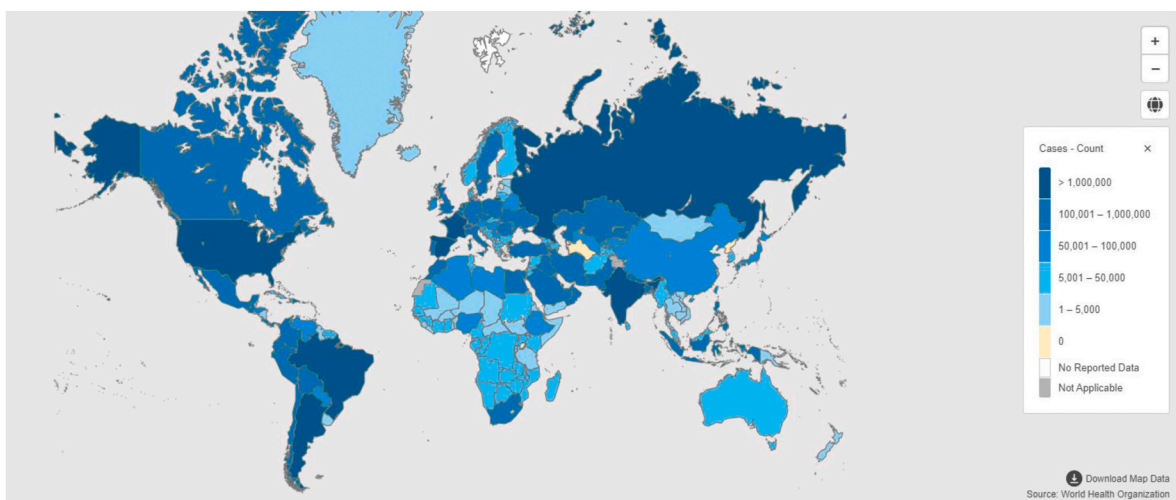 +
−
Cases - Count ×
> 1,000,000
100,001 – 1,000,000
50,001 – 100,000
5,001 – 50,000
1 – 5,000
0
No Reported Data
Not Applicable
Download Map Data
Source: World Health Organization